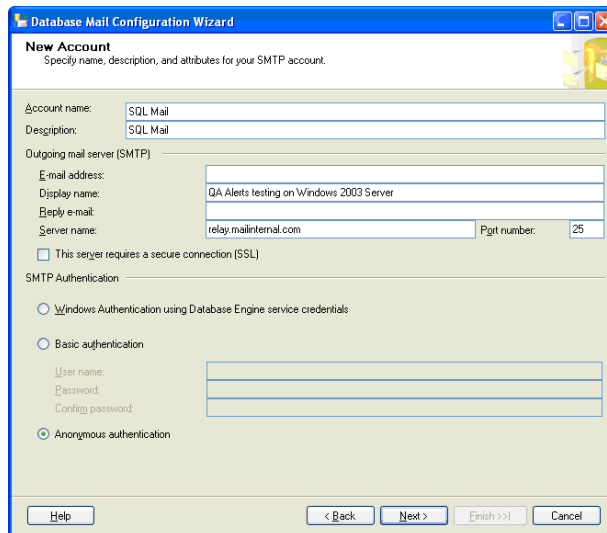 Database Mail Configuration Wizard
New Account
Specify name, description, and attributes for your SMTP account.
Account name: SQL Mail
Description: SQL Mail
Outgoing mail server (SMTP)
E-mail address:
Display name: QA Alerts testing on Windows 2003 Server
Reply e-mail:
Server name: relay.mailinternal.com Port number: 25
This server requires a secure connection (SSL)
SMTP Authentication
Windows Authentication using Database Engine service credentials
Basic authentication
User name:
Password:
Confirm password:
Anonymous authentication
Help < Back Next > Finish >>| Cancel